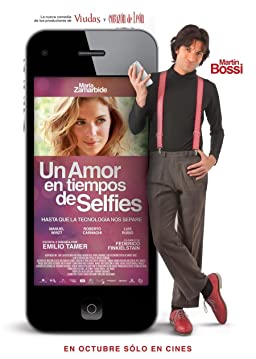 La nueva comedia
de los productores de
Viudas y corazón de León
Martín
Bossi
María
Zamarbide
Un Amor
en tiempos
de Selfies
HASTA QUE LA TECNOLOGIA NOS SEPARE
MANUEL
WIRZT
ROBERTO
CARNAGHI
LUIS
RUBIO
ESCRITA Y DIRIGIDA POR
EMILIO TAMER
FEDERICO
FINKIELSTAIN
EN OCTUBRE SÓLO EN CINES